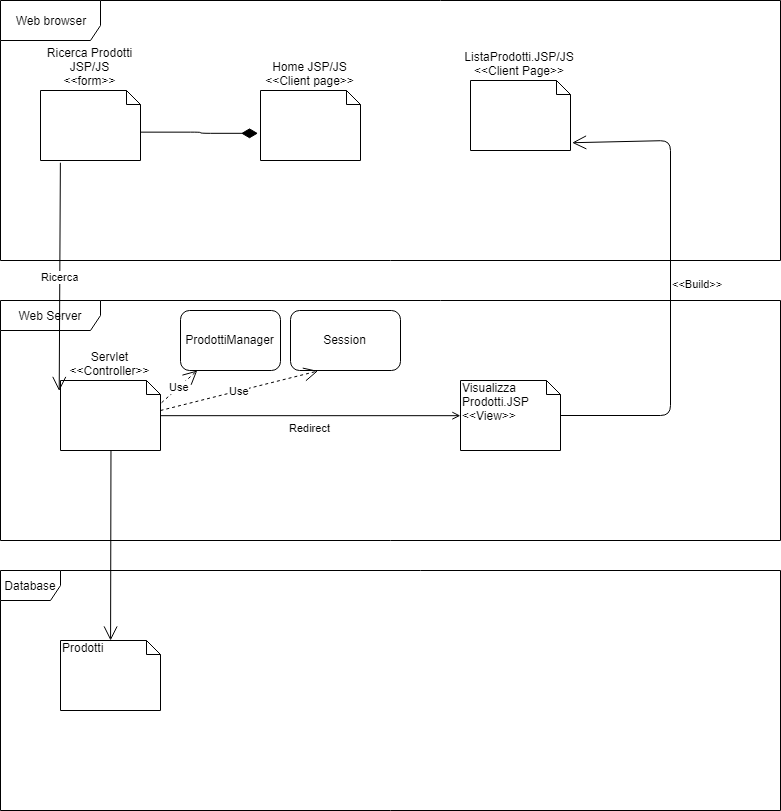 Web browser
Ricerca Prodotti
JSP/JS
<<form>>
Home JSP/JS
<<Client page>>
ListaProdotti.JSP/JS
<<Client Page>>
Ricerca
<<Build>>
Web Server
ProdottiManager
Session
Servlet
<<Controller>>
Use
Use
Visualizza
Prodotti.JSP
<<View>>
Redirect
Database
Prodotti